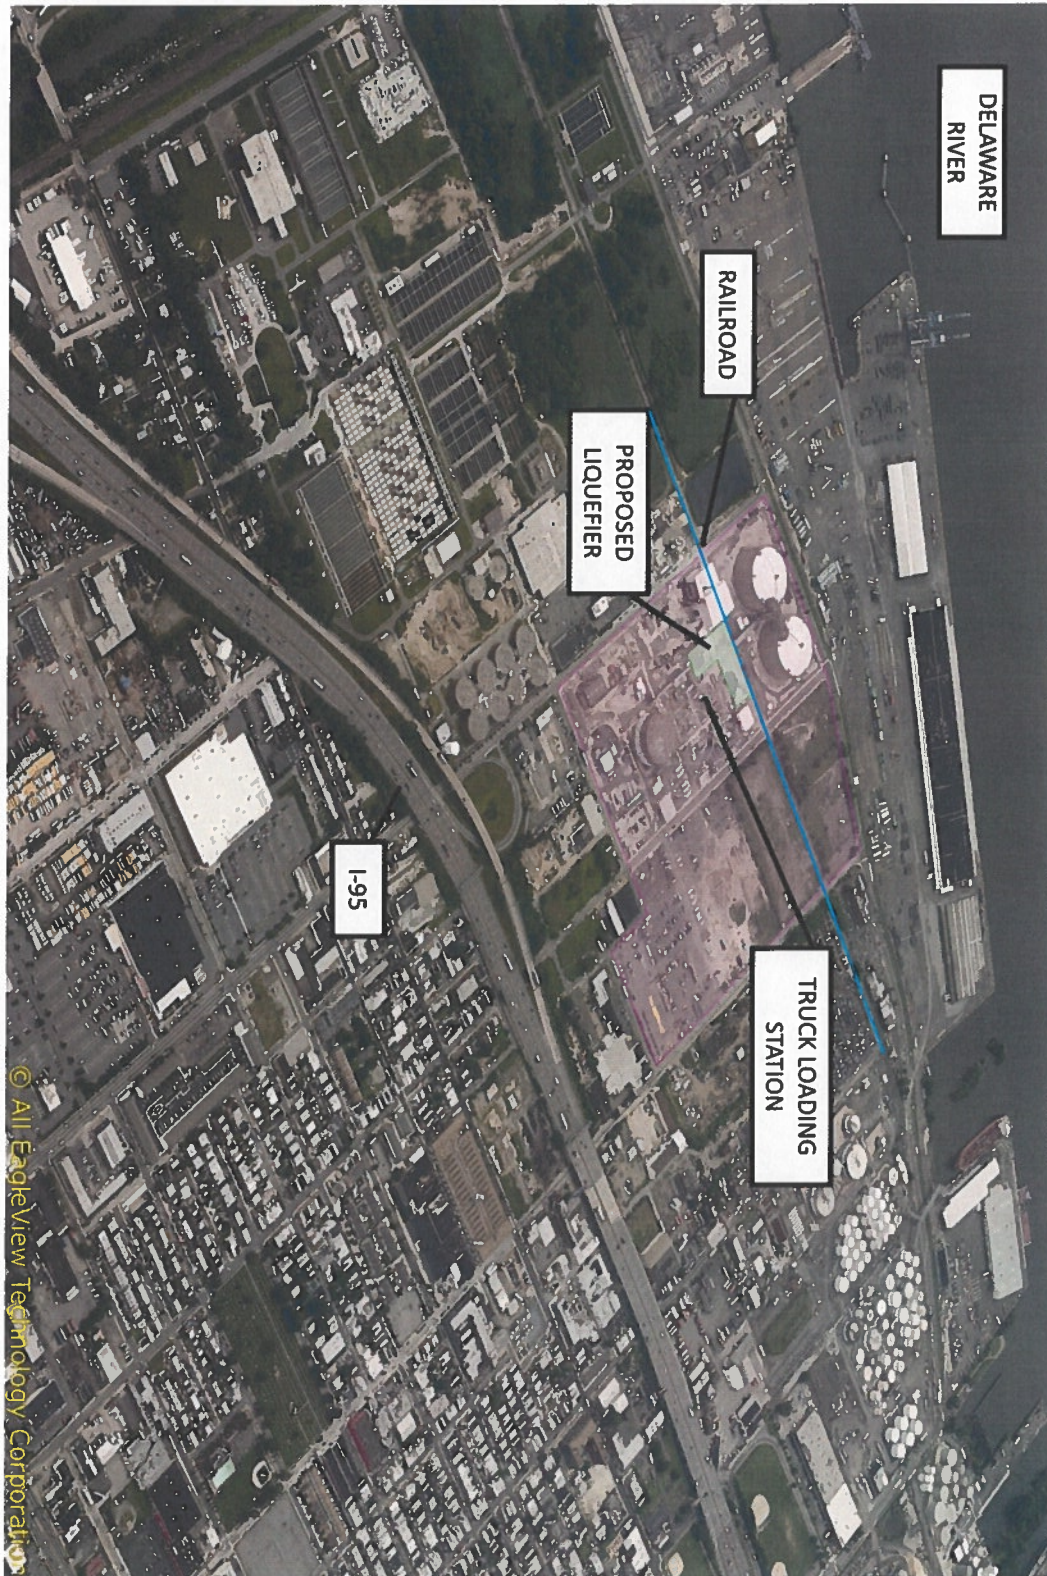 DELAWARE
RIVER
RAILROAD
PROPOSED
LIQUEFIER
TRUCK LOADING
STATION
I-95
© All EagleView Technology Corporation